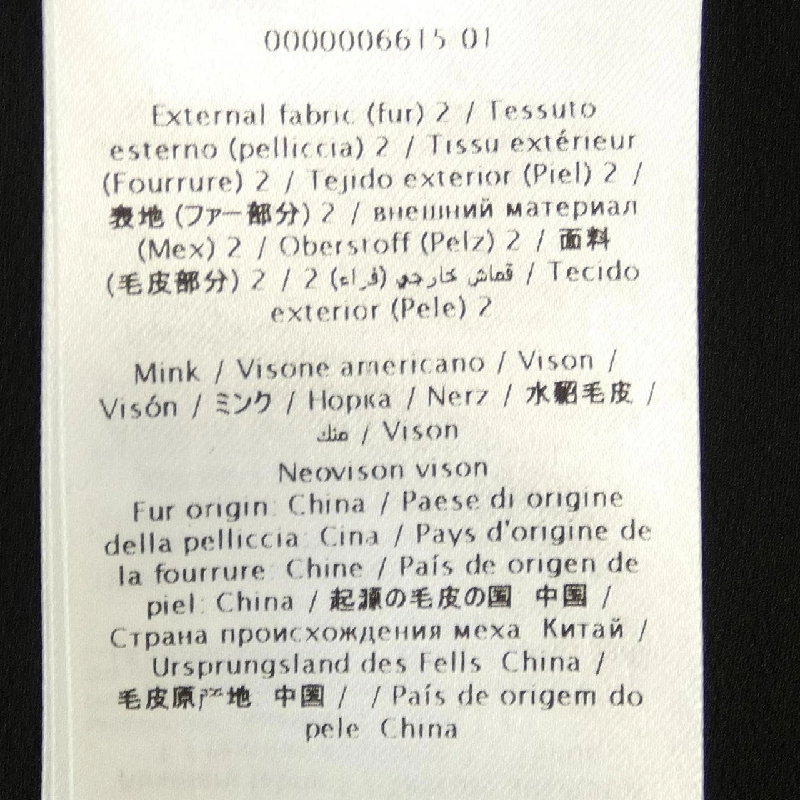 0000006615 01
External fabric (fur) 2 / Tessuto
esterno (pelliccia) 2 / Tissu extérieur
(Fourrure) 2 / Tejido exterior (Piel) 2 /
表地 (ファー部分) 2 / внешний материал
(Мех) 2 / Oberstoff (Pelz) 2 / 面料
(毛皮部分) 2 / 2 (فراء) قماش خارجي / Tecido
exterior (Pele) 2
Mink / Visone americano / Vison /
Visón / ミンク / Норка / Nerz / 水貂毛皮 /
منك / Vison
Neovison vison
Fur origin: China / Paese di origine
della pelliccia: Cina / Pays d'origine de
la fourrure: Chine / País de origen de
piel: China / 起源の毛皮の国 中国 /
Страна происхождения меха Китай /
Ursprungsland des Fells China /
毛皮原产地 中国 / / País de origem do
pele China